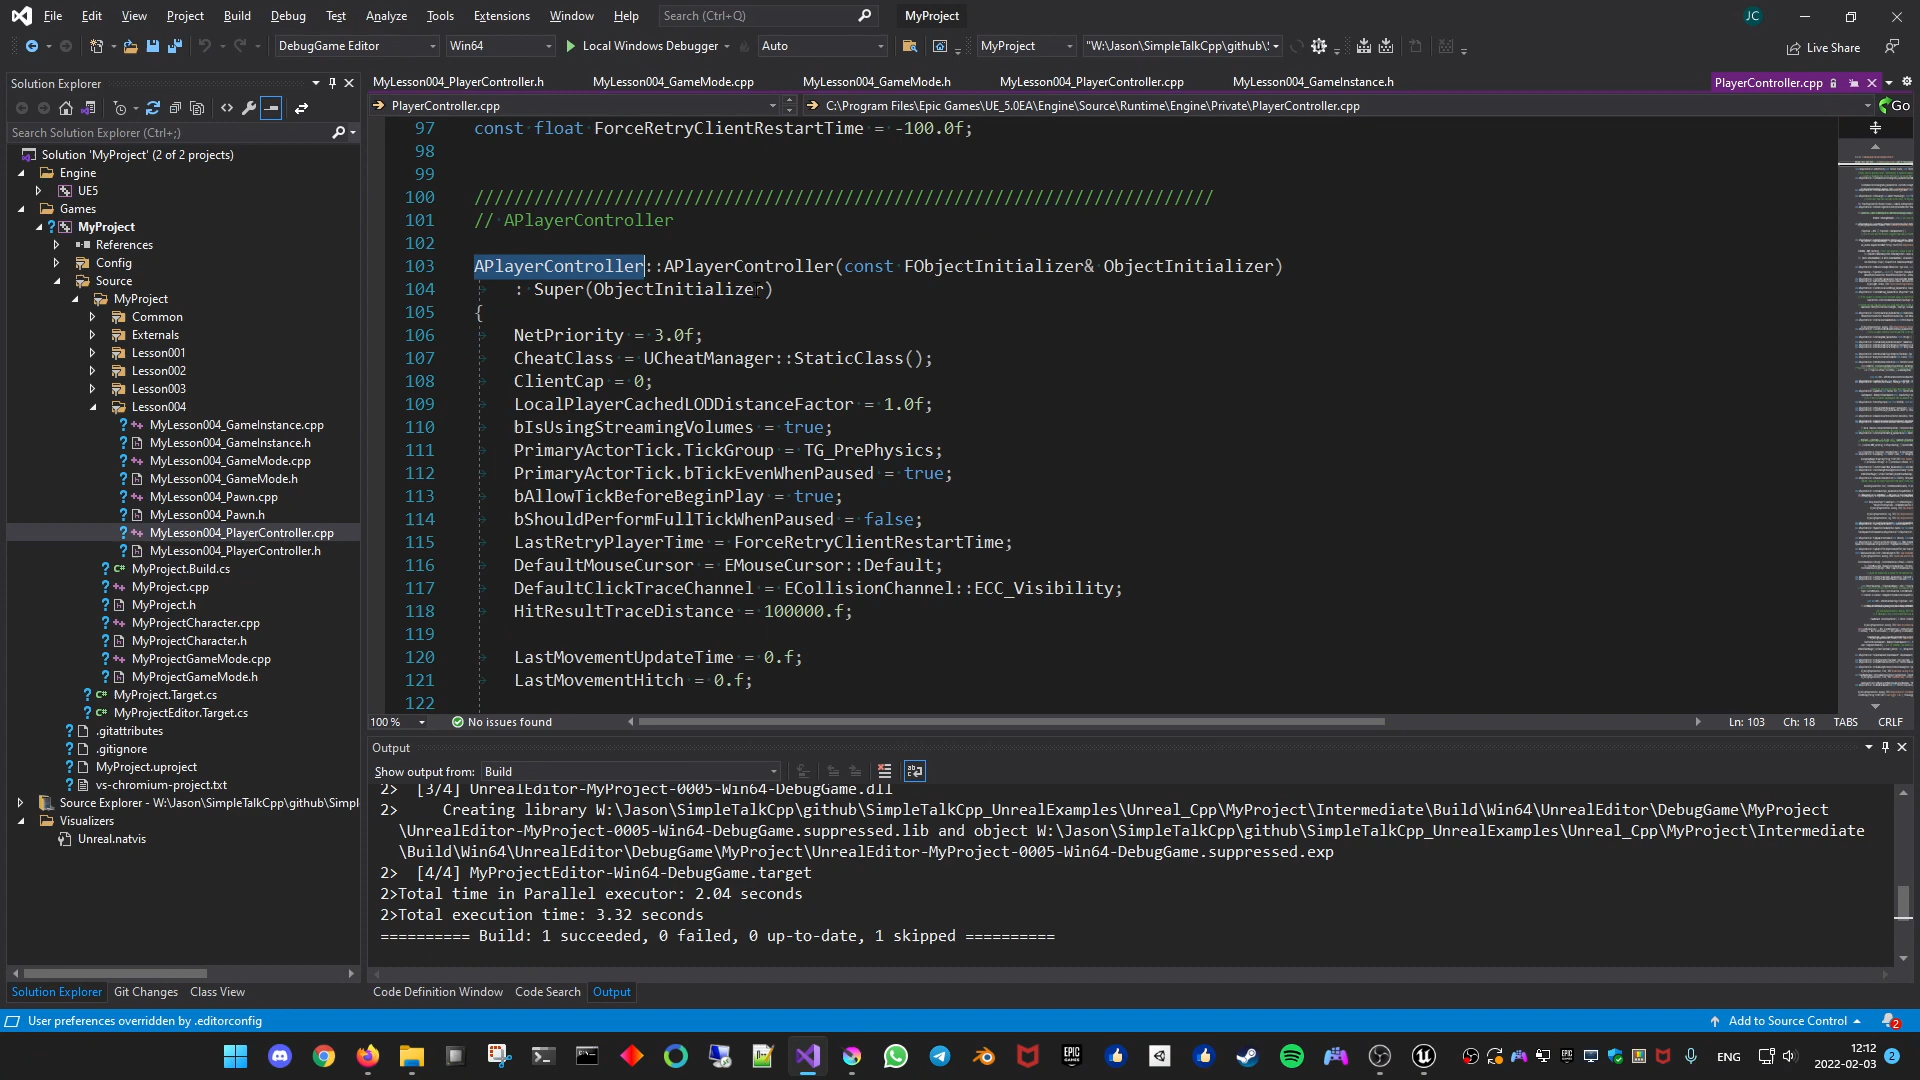 File Edit View Project Build Debug Test Analyze Tools Extensions Window Help Search (Ctrl+Q) MyProject JC
DebugGame Editor Win64 Local Windows Debugger Auto MyProject "W:\Jason\SimpleTalkCpp\github\S Live Share
Solution Explorer
Search Solution Explorer (Ctrl+;)
Solution 'MyProject' (2 of 2 projects)
Engine
UE5
Games
MyProject
References
Config
Source
MyProject
Common
Externals
Lesson001
Lesson002
Lesson003
Lesson004
MyLesson004_GameInstance.cpp
MyLesson004_GameInstance.h
MyLesson004_GameMode.cpp
MyLesson004_GameMode.h
MyLesson004_Pawn.cpp
MyLesson004_Pawn.h
MyLesson004_PlayerController.cpp
MyLesson004_PlayerController.h
MyProject.Build.cs
MyProject.cpp
MyProject.h
MyProjectCharacter.cpp
MyProjectCharacter.h
MyProjectGameMode.cpp
MyProjectGameMode.h
MyProject.Target.cs
MyProjectEditor.Target.cs
.gitattributes
.gitignore
MyProject.uproject
vs-chromium-project.txt
Source Explorer - W:\Jason\SimpleTalkCpp\github\Simpl
Visualizers
Unreal.natvis
Solution Explorer Git Changes Class View
MyLesson004_PlayerController.h MyLesson004_GameMode.cpp MyLesson004_GameMode.h MyLesson004_PlayerController.cpp MyLesson004_GameInstance.h PlayerController.cpp
PlayerController.cpp C:\Program Files\Epic Games\UE_5.0EA\Engine\Source\Runtime\Engine\Private\PlayerController.cpp Go
97 const float ForceRetryClientRestartTime = -100.0f;
98
99
100 //////////////////////////////////////////////////////////////////////////
101 // APlayerController
102
103 APlayerController::APlayerController(const FObjectInitializer& ObjectInitializer)
104 : Super(ObjectInitializer)
105 {
106 NetPriority = 3.0f;
107 CheatClass = UCheatManager::StaticClass();
108 ClientCap = 0;
109 LocalPlayerCachedLODDistanceFactor = 1.0f;
110 bIsUsingStreamingVolumes = true;
111 PrimaryActorTick.TickGroup = TG_PrePhysics;
112 PrimaryActorTick.bTickEvenWhenPaused = true;
113 bAllowTickBeforeBeginPlay = true;
114 bShouldPerformFullTickWhenPaused = false;
115 LastRetryPlayerTime = ForceRetryClientRestartTime;
116 DefaultMouseCursor = EMouseCursor::Default;
117 DefaultClickTraceChannel = ECollisionChannel::ECC_Visibility;
118 HitResultTraceDistance = 100000.f;
119
120 LastMovementUpdateTime = 0.f;
121 LastMovementHitch = 0.f;
122
100 % No issues found Ln: 103 Ch: 18 TABS CRLF
Output
Show output from: Build
2> [3/4] UnrealEditor-MyProject-0005-Win64-DebugGame.dll
2> Creating library W:\Jason\SimpleTalkCpp\github\SimpleTalkCpp_UnrealExamples\Unreal_Cpp\MyProject\Intermediate\Build\Win64\UnrealEditor\DebugGame\MyProject
\UnrealEditor-MyProject-0005-Win64-DebugGame.suppressed.lib and object W:\Jason\SimpleTalkCpp\github\SimpleTalkCpp_UnrealExamples\Unreal_Cpp\MyProject\Intermediate
\Build\Win64\UnrealEditor\DebugGame\MyProject\UnrealEditor-MyProject-0005-Win64-DebugGame.suppressed.exp
2> [4/4] MyProjectEditor-Win64-DebugGame.target
2>Total time in Parallel executor: 2.04 seconds
2>Total execution time: 3.32 seconds
========== Build: 1 succeeded, 0 failed, 0 up-to-date, 1 skipped ==========
Code Definition Window Code Search Output
User preferences overridden by .editorconfig Add to Source Control 2
ENG 12:12
2022-02-03 2